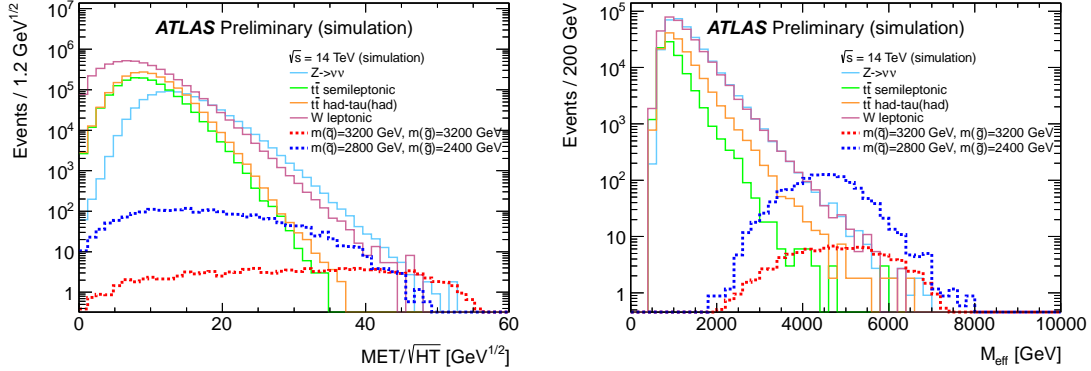 ATLAS Preliminary (simulation)
√s = 14 TeV (simulation)
Z->νν
tt̄ semileptonic
tt̄ had-tau(had)
W leptonic
m(q̃)=3200 GeV, m(g̃)=3200 GeV
m(q̃)=2800 GeV, m(g̃)=2400 GeV
Events / 1.2 GeV^1/2
10^7
10^6
10^5
10^4
10^3
10^2
10
1
0 20 40 60
MET/√HT [GeV^1/2]
ATLAS Preliminary (simulation)
√s = 14 TeV (simulation)
Z->νν
tt̄ semileptonic
tt̄ had-tau(had)
W leptonic
m(q̃)=3200 GeV, m(g̃)=3200 GeV
m(q̃)=2800 GeV, m(g̃)=2400 GeV
Events / 200 GeV
10^5
10^4
10^3
10^2
10
1
0 2000 4000 6000 8000 10000
M_eff [GeV]